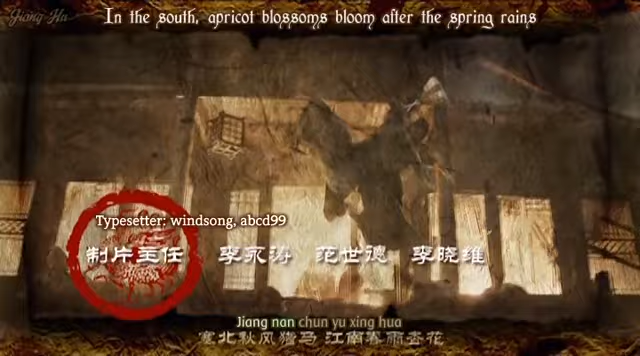 Jiang Hu
In the south, apricot blossoms bloom after the spring rains
Typesetter: windsong, abcd99
制片主任 李永涛 范世德 李晓维
Jiang nan chun yu xing hua
塞北秋风猎马 江南春雨杏花